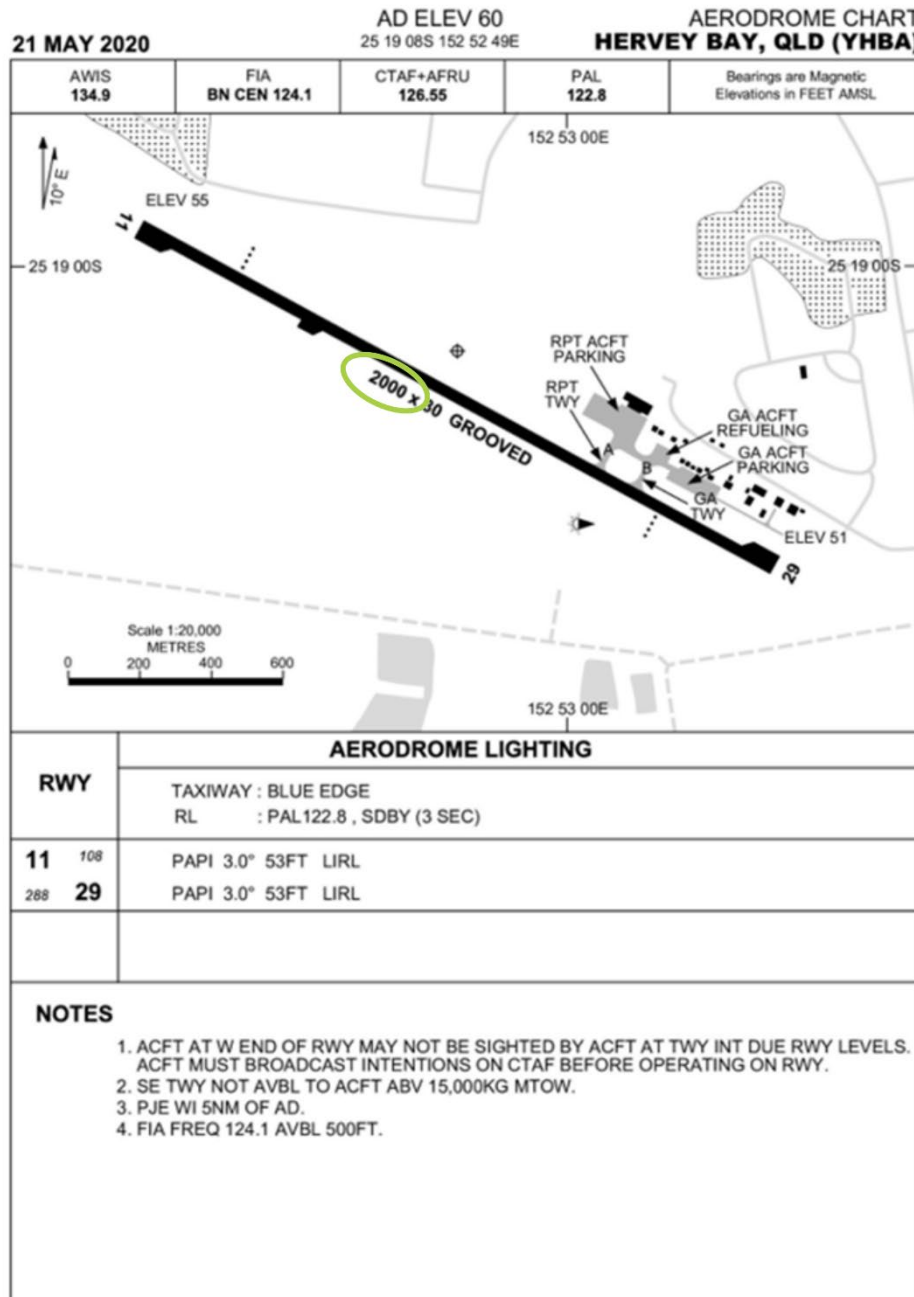 AD ELEV 60
AERODROME CHART
21 MAY 2020
25 19 08S 152 52 49E
HERVEY BAY, QLD (YHBA)
AWIS
134.9
FIA
BN CEN 124.1
CTAF+AFRU
126.55
PAL
122.8
Bearings are Magnetic
Elevations in FEET AMSL
152 53 00E
10° E
ELEV 55
11
25 19 00S
25 19 00S
RPT ACFT
PARKING
RPT
TWY
2000 x 30 GROOVED
GA ACFT
REFUELING
GA ACFT
PARKING
A
B
GA
TWY
ELEV 51
29
Scale 1:20,000
METRES
0 200 400 600
152 53 00E
RWY
AERODROME LIGHTING
TAXIWAY : BLUE EDGE
RL : PAL122.8 , SDBY (3 SEC)
11 108 PAPI 3.0° 53FT LIRL
288 29 PAPI 3.0° 53FT LIRL
NOTES
1. ACFT AT W END OF RWY MAY NOT BE SIGHTED BY ACFT AT TWY INT DUE RWY LEVELS.
ACFT MUST BROADCAST INTENTIONS ON CTAF BEFORE OPERATING ON RWY.
2. SE TWY NOT AVBL TO ACFT ABV 15,000KG MTOW.
3. PJE WI 5NM OF AD.
4. FIA FREQ 124.1 AVBL 500FT.